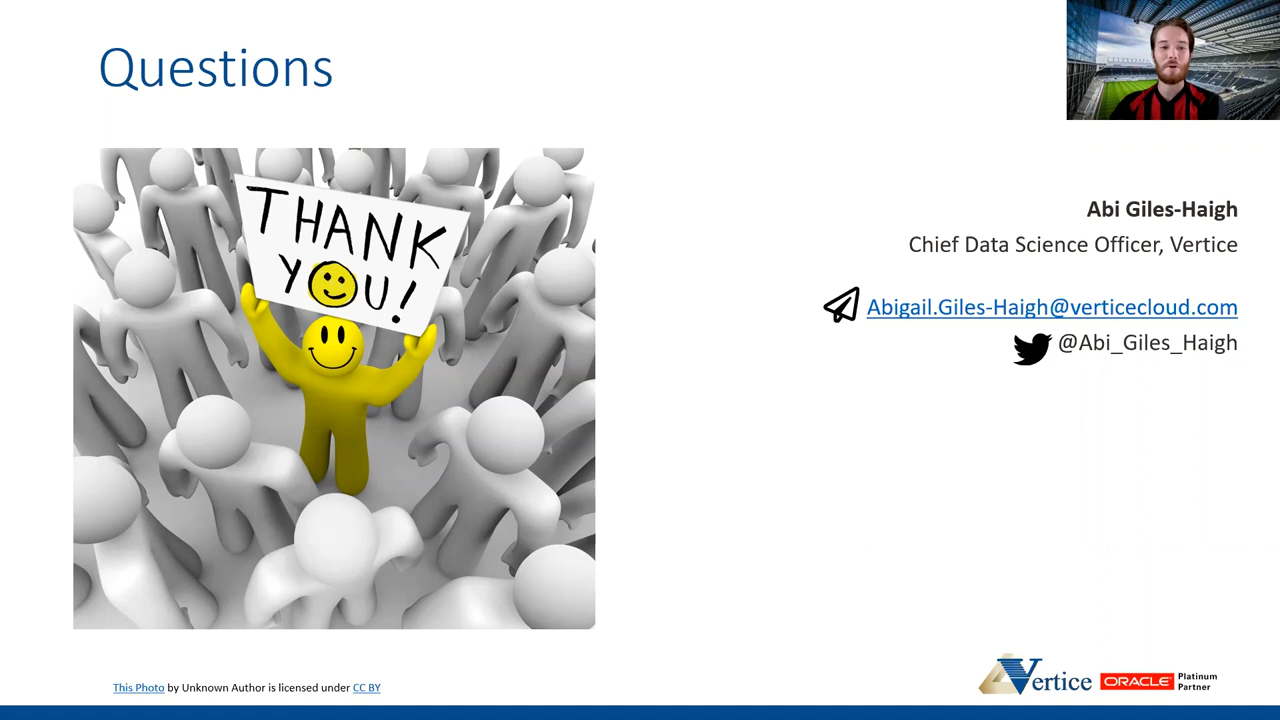 Questions
THANK
YOU!
Abi Giles-Haigh
Chief Data Science Officer, Vertice
Abigail.Giles-Haigh@verticecloud.com
@Abi_Giles_Haigh
This Photo by Unknown Author is licensed under CC BY
Vertice ORACLE Platinum
Partner